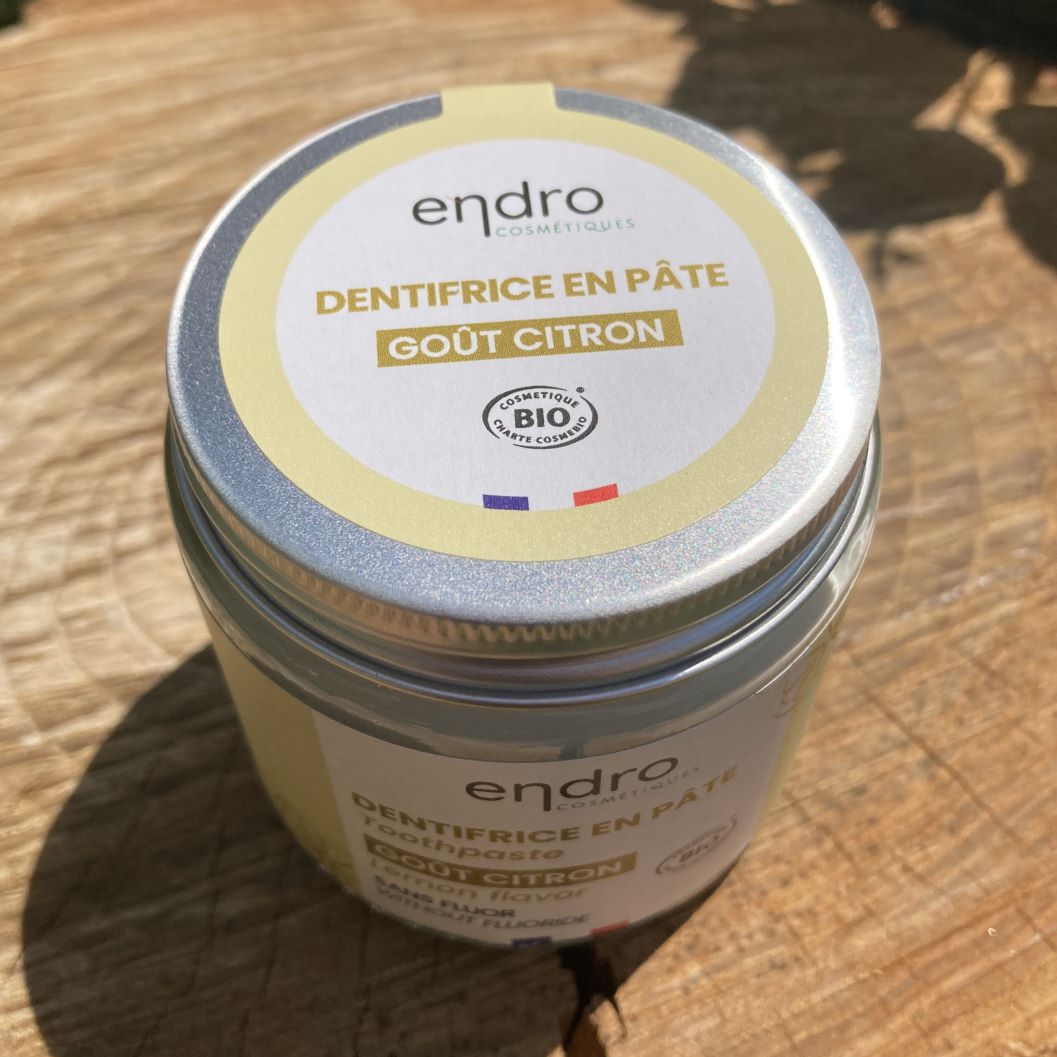 endro
COSMÉTIQUES
DENTIFRICE EN PÂTE
GOÛT CITRON
COSMETIQUE
BIO
CHARTE COSMEBIO
endro
COSMÉTIQUES
DENTIFRICE EN PÂTE
Toothpaste
GOÛT CITRON
Lemon flavor
SANS FLUOR
WITHOUT FLUORIDE
BIO